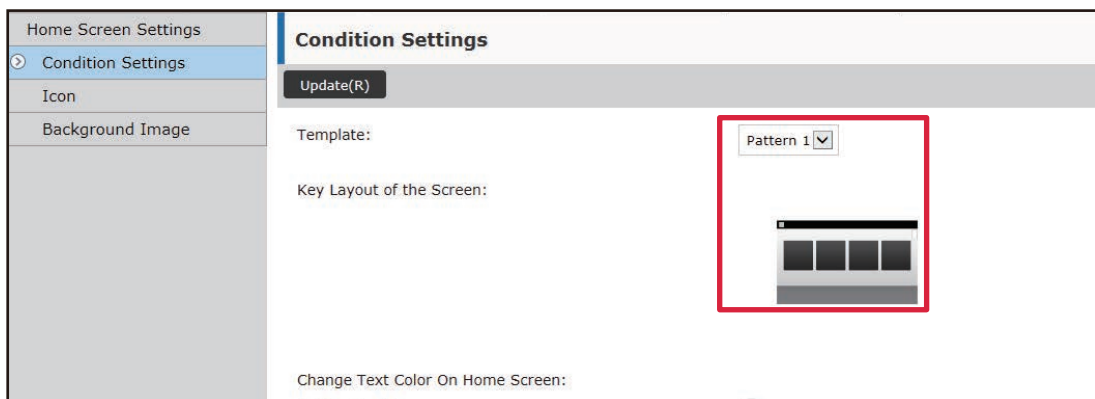 Home Screen Settings
Condition Settings
Icon
Background Image
Condition Settings
Update(R)
Template:
Pattern 1
Key Layout of the Screen:
Change Text Color On Home Screen: